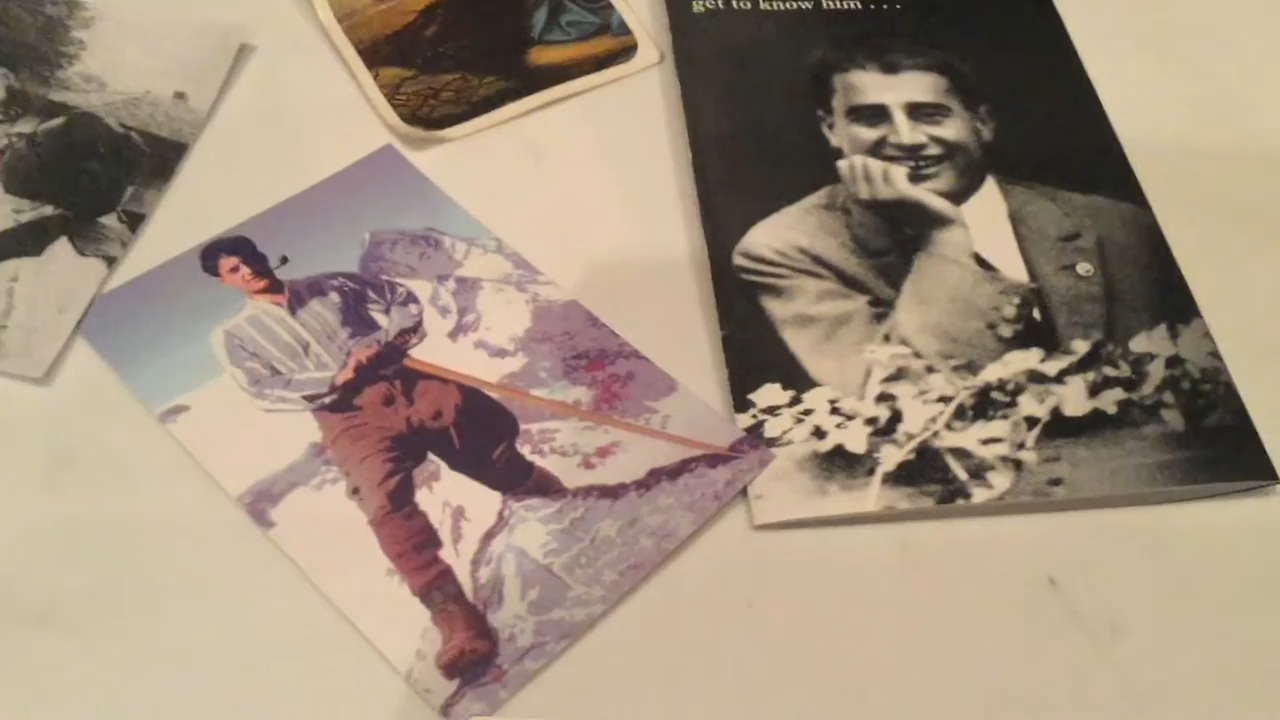 get to know him . . .